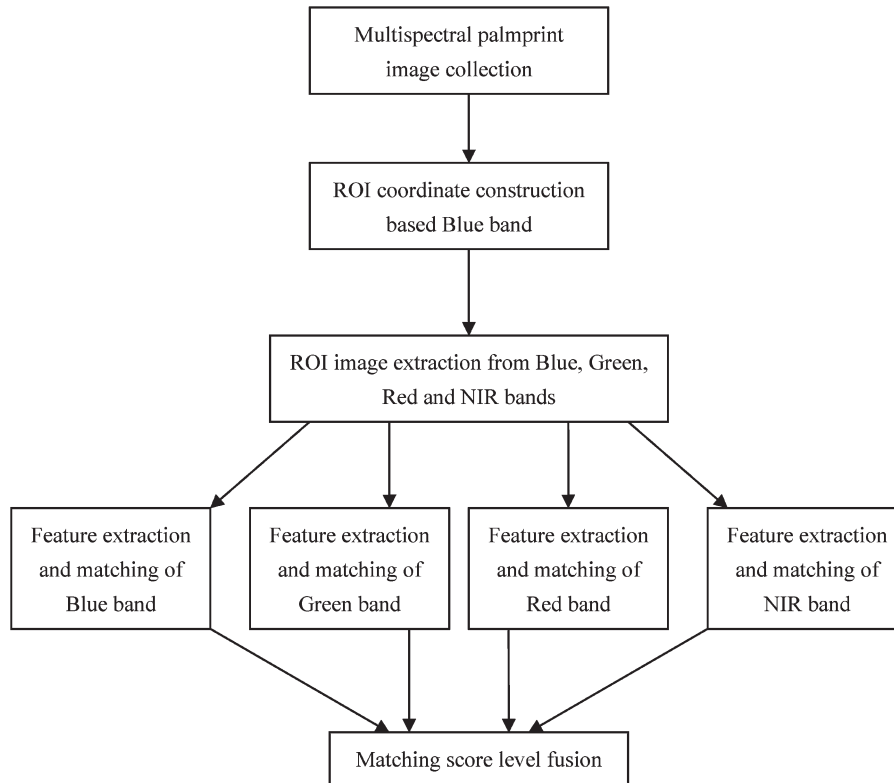 Multispectral palmprint
image collection
ROI coordinate construction
based Blue band
ROI image extraction from Blue, Green,
Red and NIR bands
Feature extraction
and matching of
Blue band
Feature extraction
and matching of
Green band
Feature extraction
and matching of
Red band
Feature extraction
and matching of
NIR band
Matching score level fusion